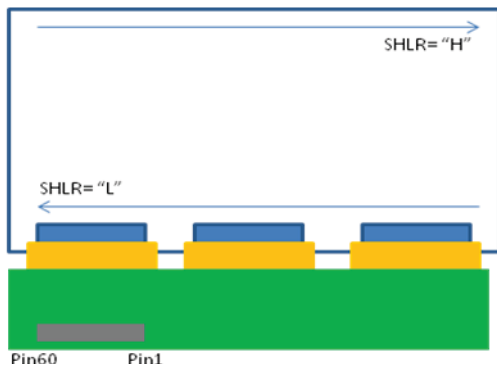 SHLR= “H”
SHLR= “L”
Pin60 Pin1